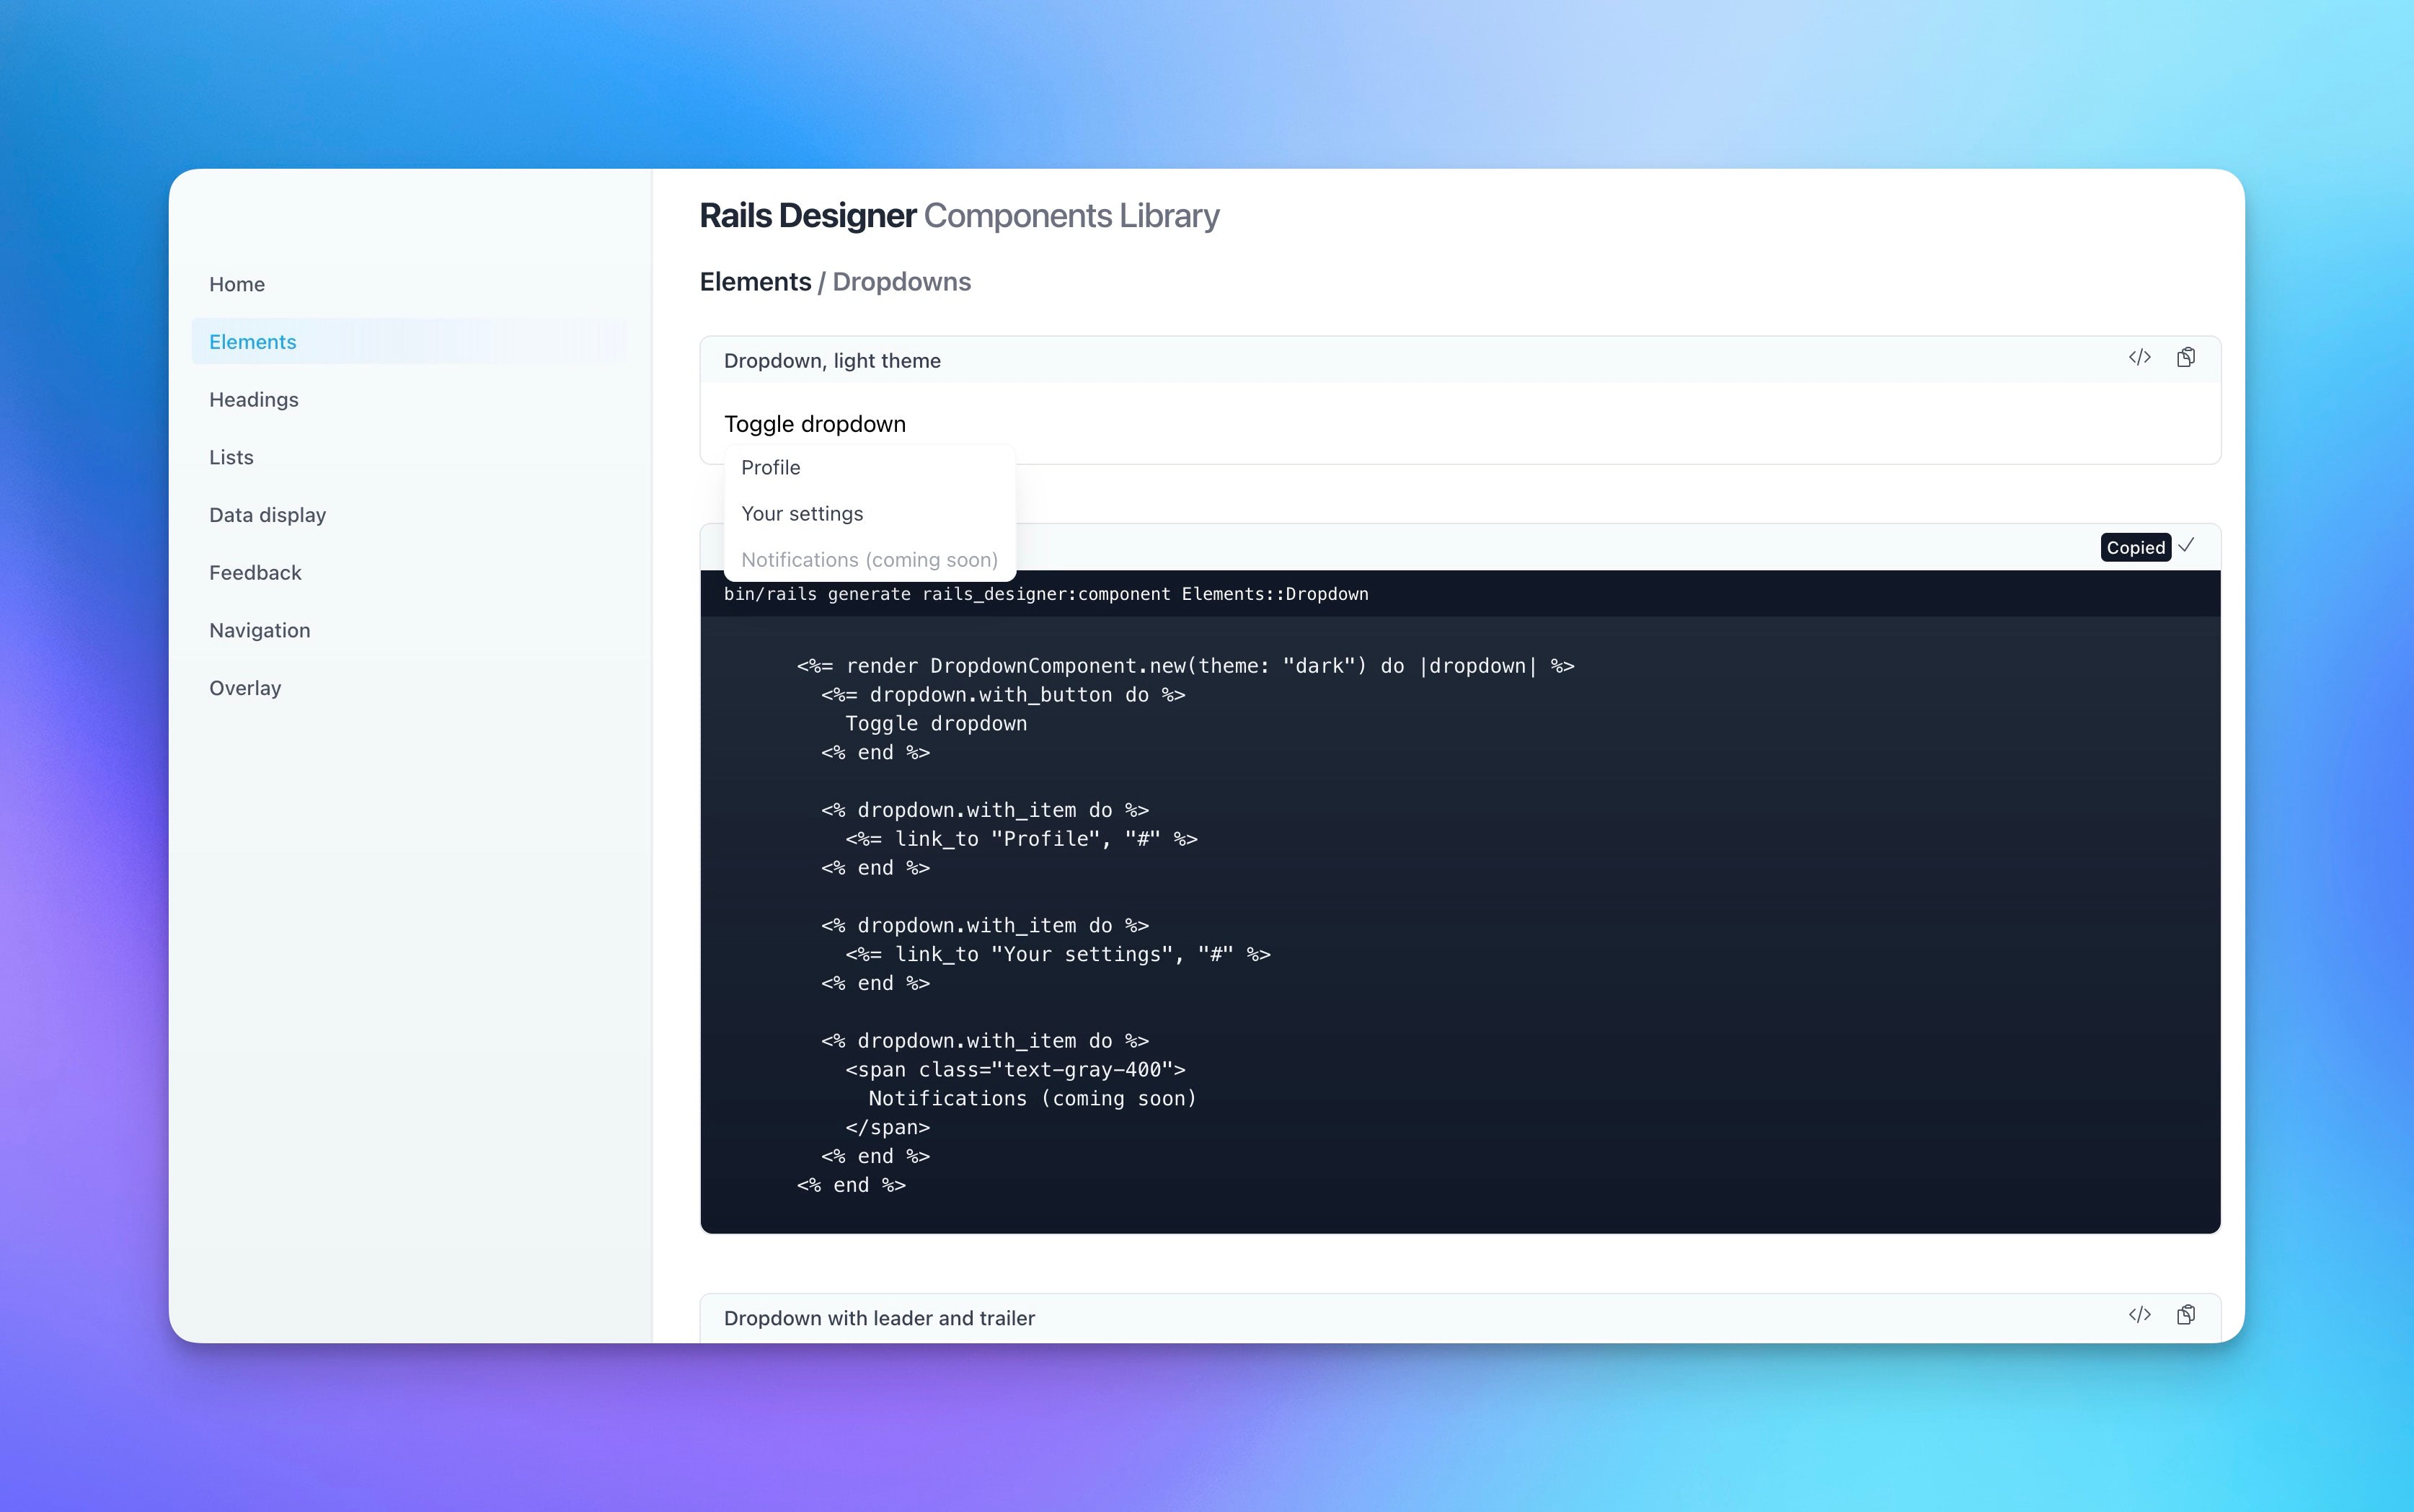 Home
Elements
Headings
Lists
Data display
Feedback
Navigation
Overlay
Rails Designer Components Library
Elements / Dropdowns
Dropdown, light theme
Toggle dropdown
Profile
Your settings
Notifications (coming soon)
Copied
bin/rails generate rails_designer:component Elements::Dropdown
<%= render DropdownComponent.new(theme: "dark") do |dropdown| %>
<%= dropdown.with_button do %>
Toggle dropdown
<% end %>
<% dropdown.with_item do %>
<%= link_to "Profile", "#" %>
<% end %>
<% dropdown.with_item do %>
<%= link_to "Your settings", "#" %>
<% end %>
<% dropdown.with_item do %>
<span class="text-gray-400">
Notifications (coming soon)
</span>
<% end %>
<% end %>
Dropdown with leader and trailer